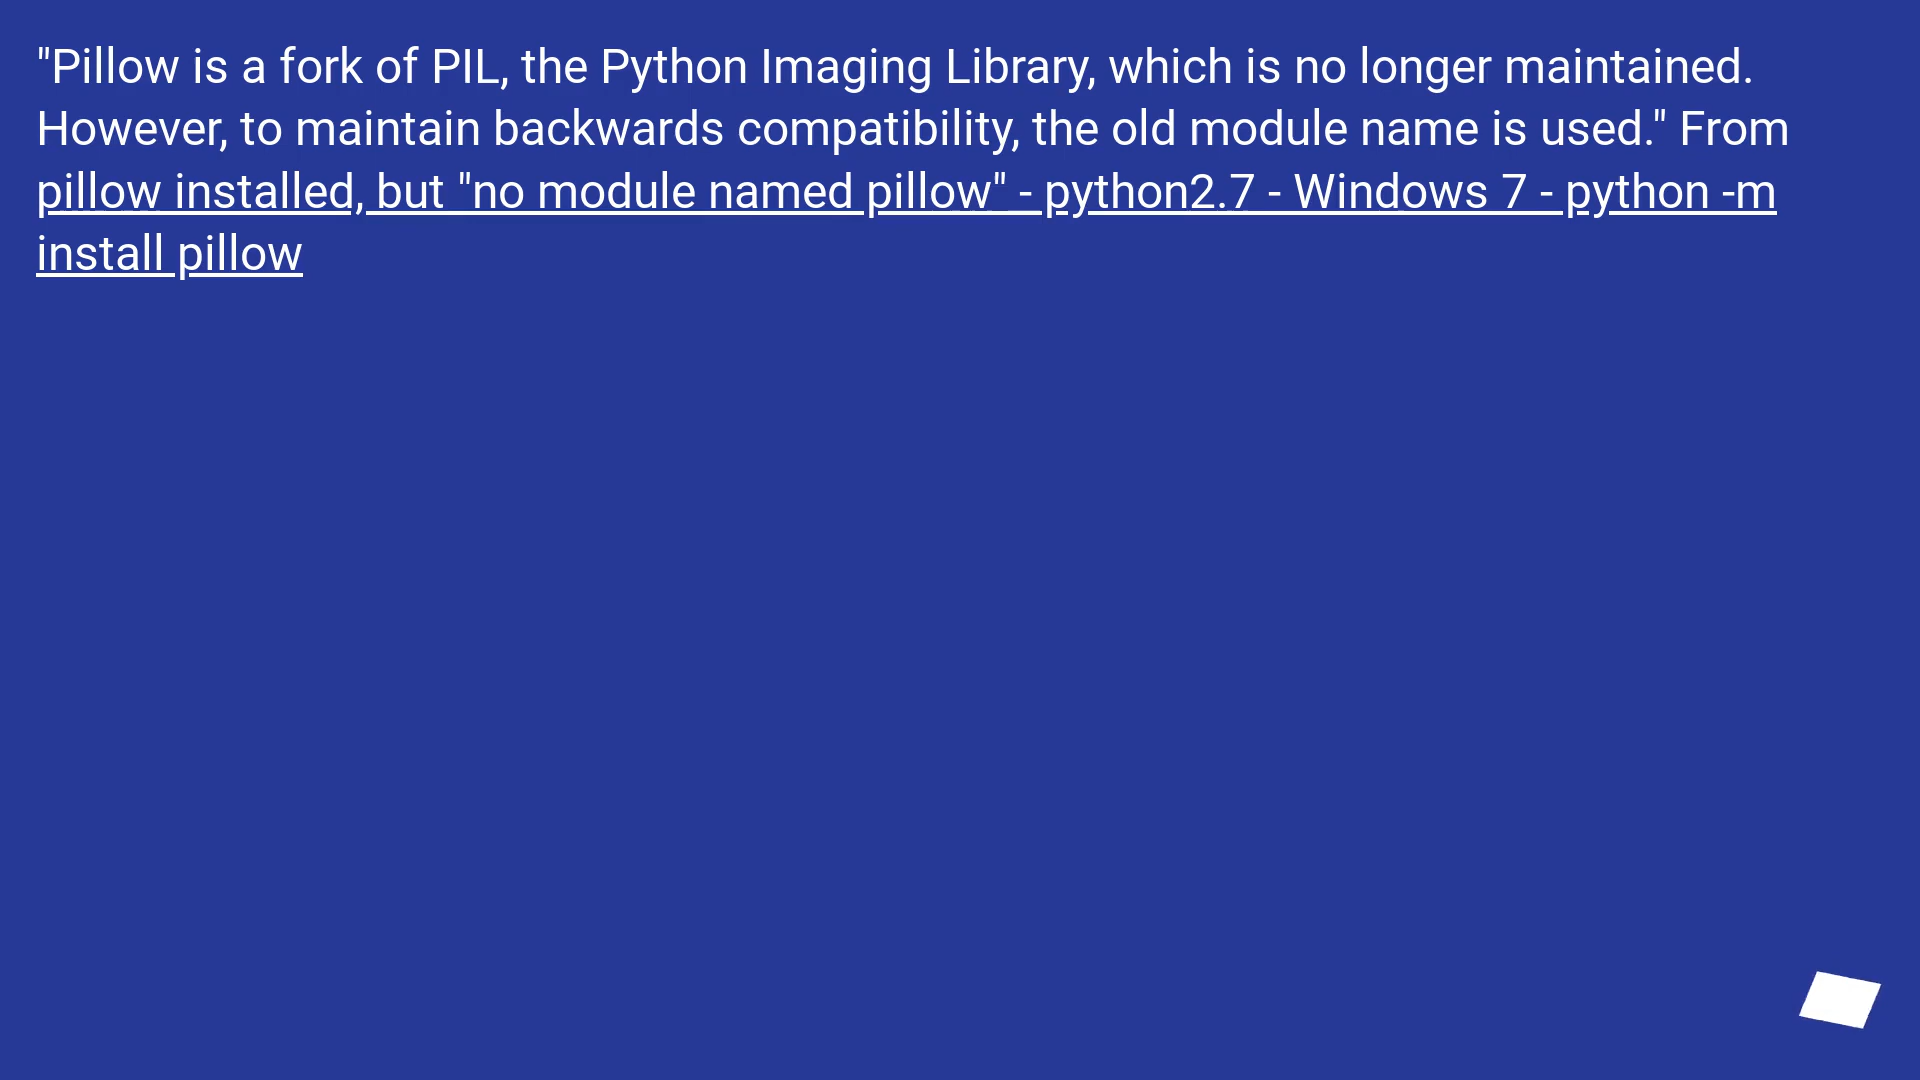 "Pillow is a fork of PIL, the Python Imaging Library, which is no longer maintained.
However, to maintain backwards compatibility, the old module name is used." From
pillow installed, but "no module named pillow" - python2.7 - Windows 7 - python -m
install pillow